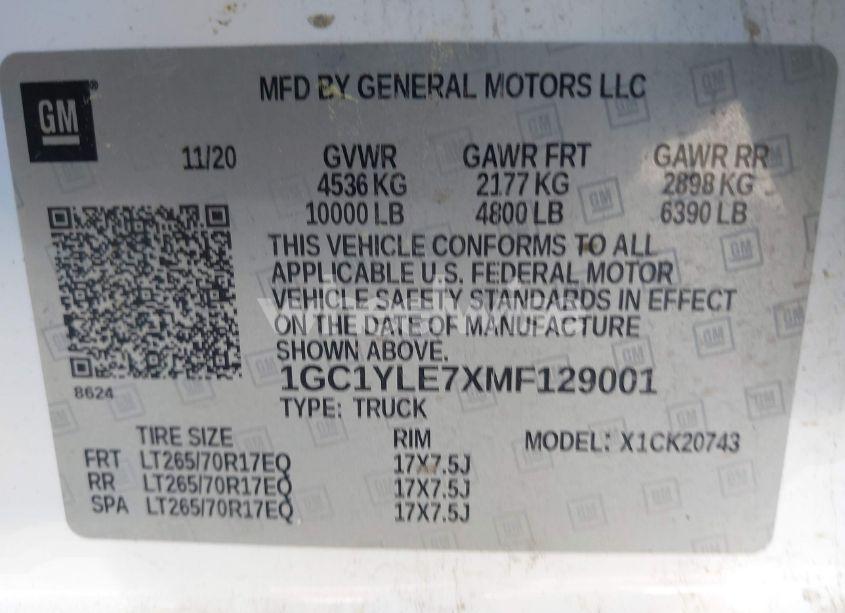 GM
MFD BY GENERAL MOTORS LLC
11/20 GVWR GAWR FRT GAWR RR
4536 KG 2177 KG 2898 KG
10000 LB 4800 LB 6390 LB
THIS VEHICLE CONFORMS TO ALL
APPLICABLE U.S. FEDERAL MOTOR
VEHICLE SAFETY STANDARDS IN EFFECT
ON THE DATE OF MANUFACTURE
SHOWN ABOVE.
8624
1GC1YLE7XMF129001
TYPE: TRUCK
TIRE SIZE RIM MODEL: X1CK20743
FRT LT265/70R17EQ 17X7.5J
RR LT265/70R17EQ 17X7.5J
SPA LT265/70R17EQ 17X7.5J